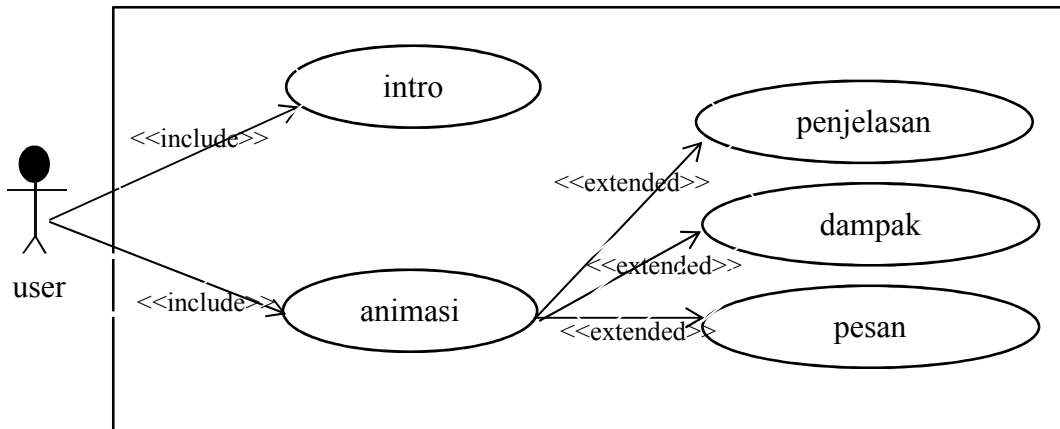 intro
<<include>>
penjelasan
<<extended>>
dampak
<<extended>>
user
<<include>>
animasi
<<extended>>
pesan